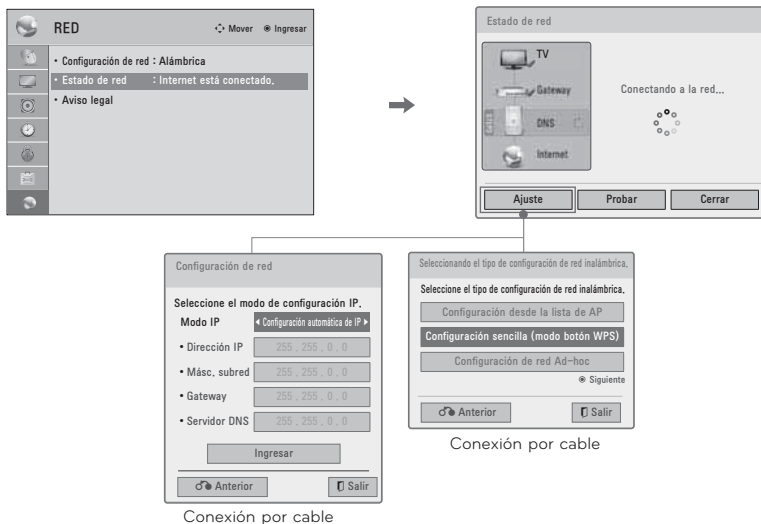 RED
Mover
Ingresar
• Configuración de red : Alámbrica
• Estado de red : Internet está conectado.
• Aviso legal
Estado de red
TV
Gateway
DNS
Internet
Conectando a la red...
Ajuste
Probar
Cerrar
Configuración de red
Seleccione el modo de configuración IP.
Modo IP
Configuración automática de IP
• Dirección IP 255 . 255 . 0 . 0
• Másc. subred 255 . 255 . 0 . 0
• Gateway 255 . 255 . 0 . 0
• Servidor DNS 255 . 255 . 0 . 0
Ingresar
Anterior
Salir
Conexión por cable
Seleccionando el tipo de configuración de red inalámbrica.
Seleccione el tipo de configuración de red inalámbrica.
Configuración desde la lista de AP
Configuración sencilla (modo botón WPS)
Configuración de red Ad-hoc
Siguiente
Anterior
Salir
Conexión por cable